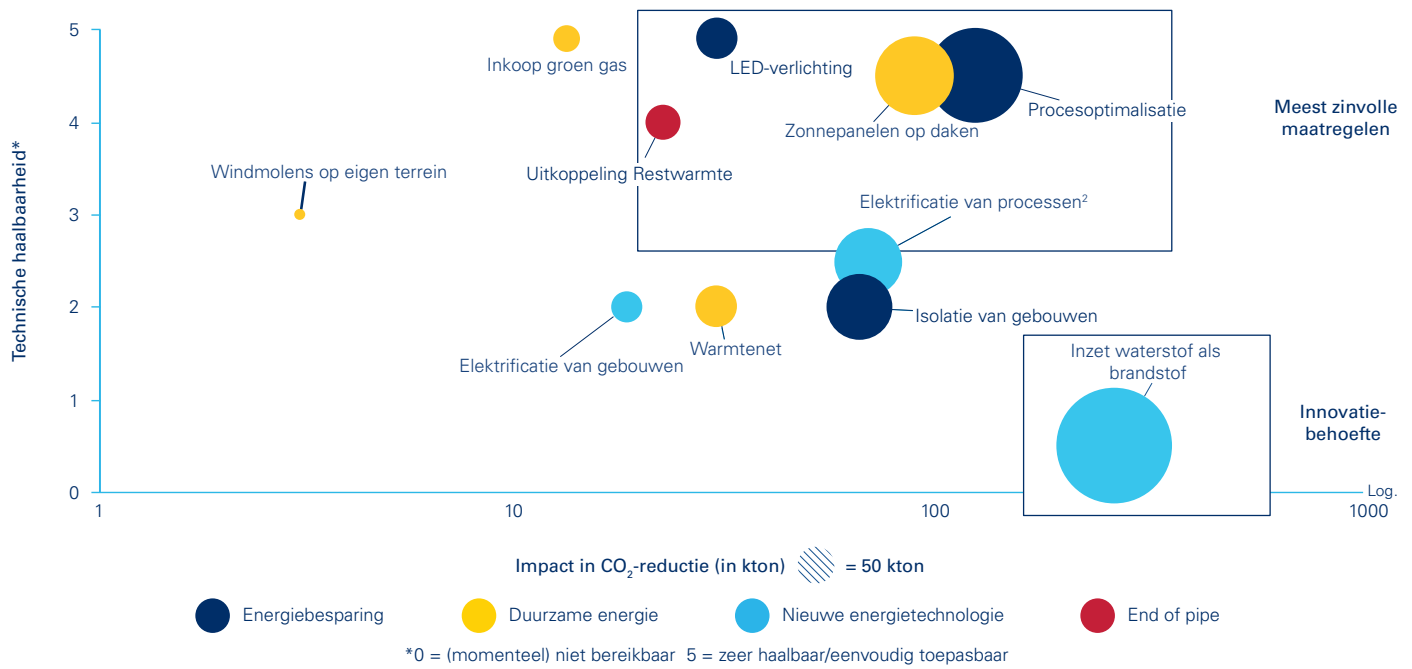 Technische haalbaarheid*
5
4
3
2
1
0
1
10
100
1000
Log.
Inkoop groen gas
LED-verlichting
Procesoptimalisatie
Zonnepanelen op daken
Uitkoppeling Restwarmte
Windmolens op eigen terrein
Elektrificatie van processen²
Isolatie van gebouwen
Warmtenet
Elektrificatie van gebouwen
Inzet waterstof als
brandstof
Meest zinvolle
maatregelen
Innovatie-
behoefte
Impact in CO₂-reductie (in kton) = 50 kton
Energiebesparing
Duurzame energie
Nieuwe energietechnologie
End of pipe
*0 = (momenteel) niet bereikbaar 5 = zeer haalbaar/eenvoudig toepasbaar